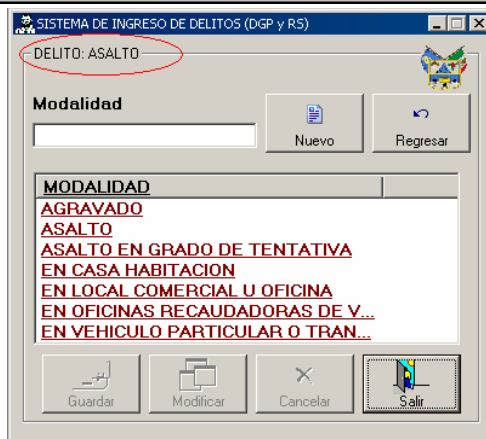 SISTEMA DE INGRESO DE DELITOS (DGP y RS)
DELITO: ASALTO
Modalidad
Nuevo
Regresar
MODALIDAD
AGRAVADO
ASALTO
ASALTO EN GRADO DE TENTATIVA
EN CASA HABITACION
EN LOCAL COMERCIAL U OFICINA
EN OFICINAS RECAUDADORAS DE V...
EN VEHICULO PARTICULAR O TRAN...
Guardar
Modificar
Cancelar
Salir